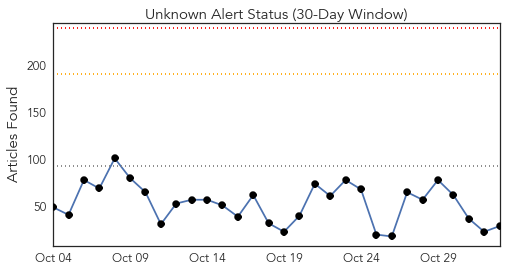 Unknown Alert Status (30-Day Window)
Articles Found
200
150
100
50
Oct 04 Oct 09 Oct 14 Oct 19 Oct 24 Oct 29